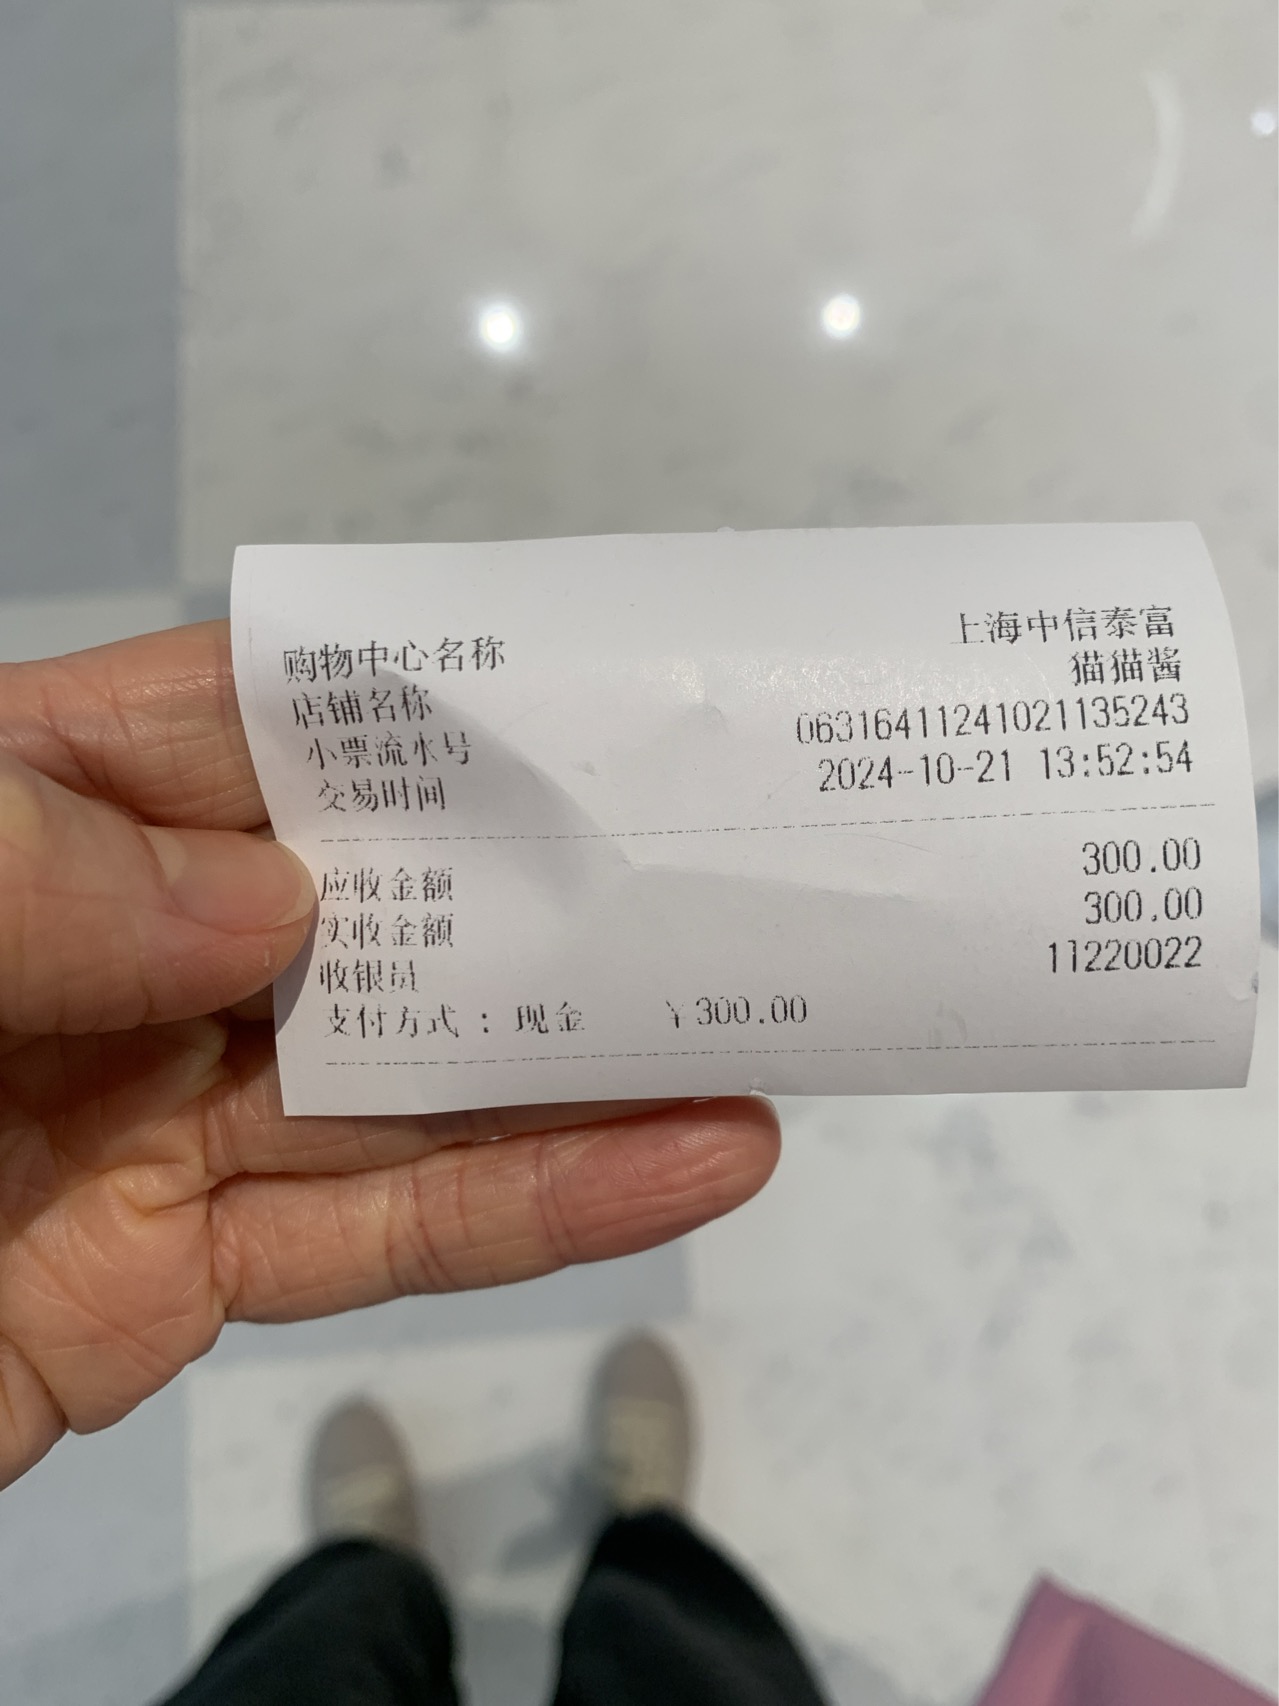 购物中心名称 上海中信泰富
店铺名称 猫猫酱
小票流水号 06316411241021135243
交易时间 2024-10-21 13:52:54
应收金额 300.00
实收金额 300.00
收银员 11220022
支付方式 : 现金 ¥300.00